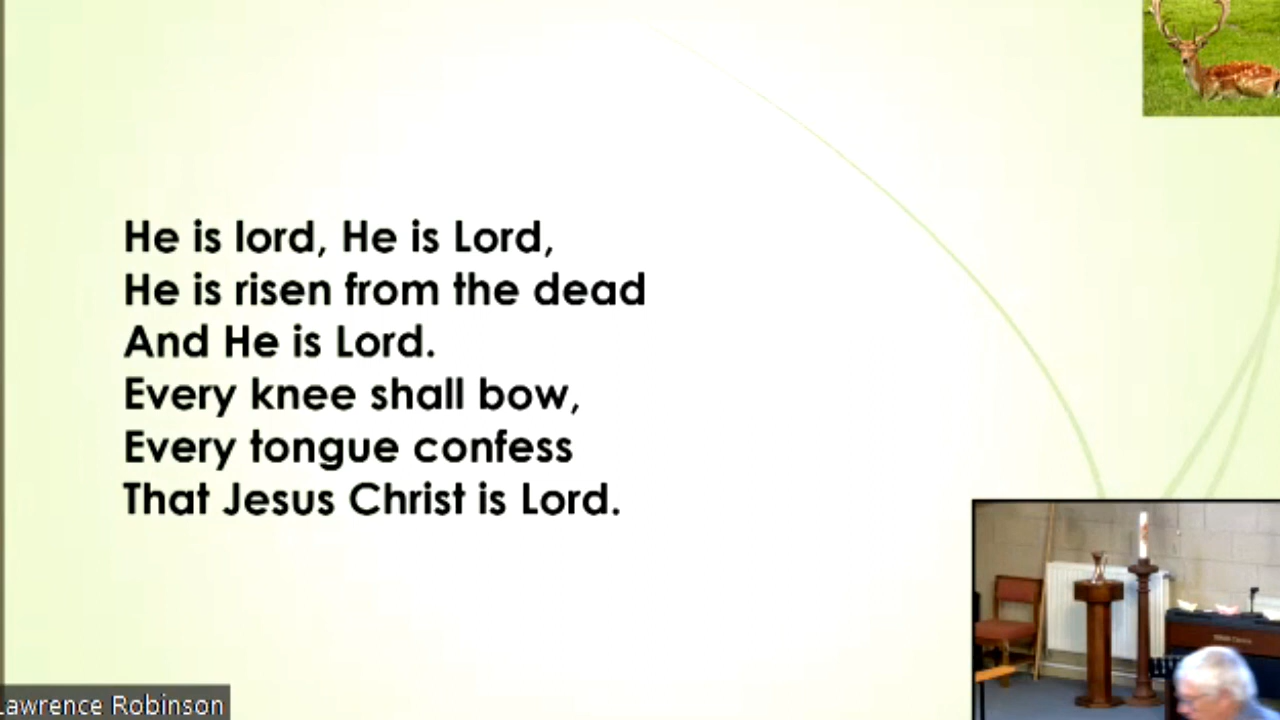 He is lord, He is Lord,
He is risen from the dead
And He is Lord.
Every knee shall bow,
Every tongue confess
That Jesus Christ is Lord.
Lawrence Robinson